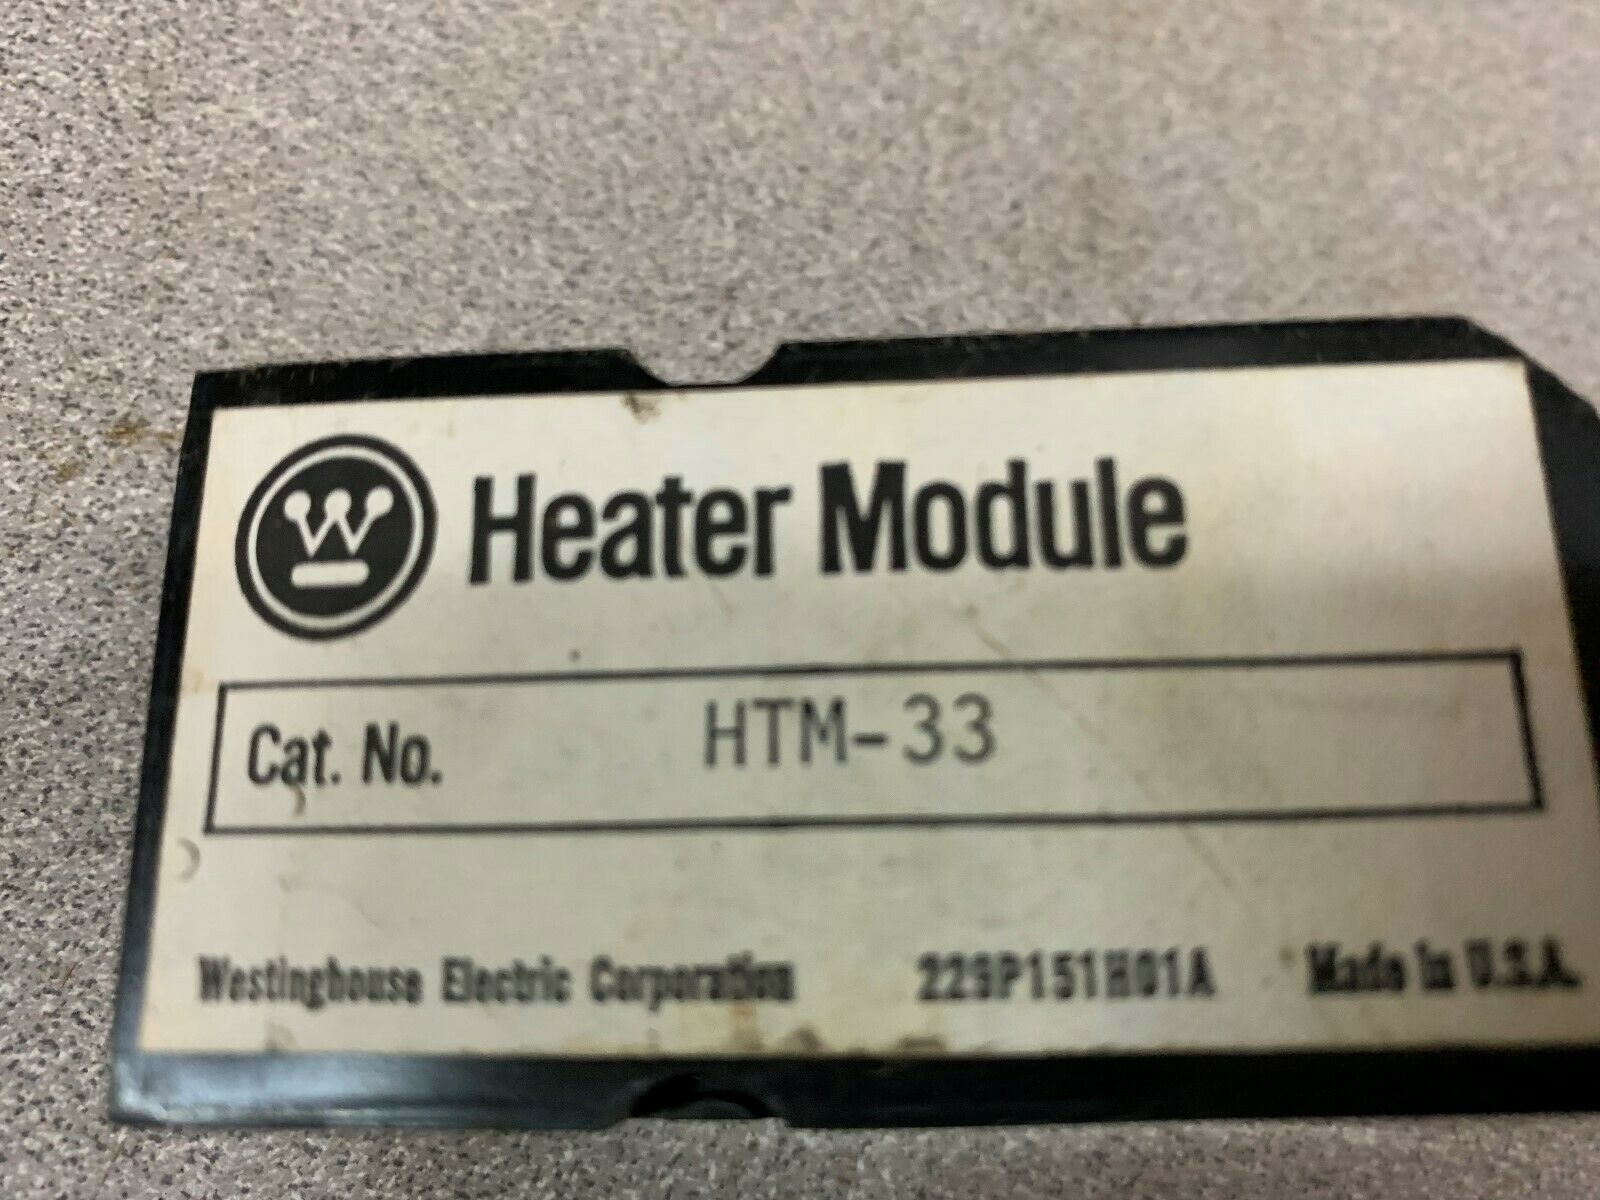 W Heater Module
Cat. No. HTM-33
Westinghouse Electric Corporation 229P151H01A Made In U.S.A.